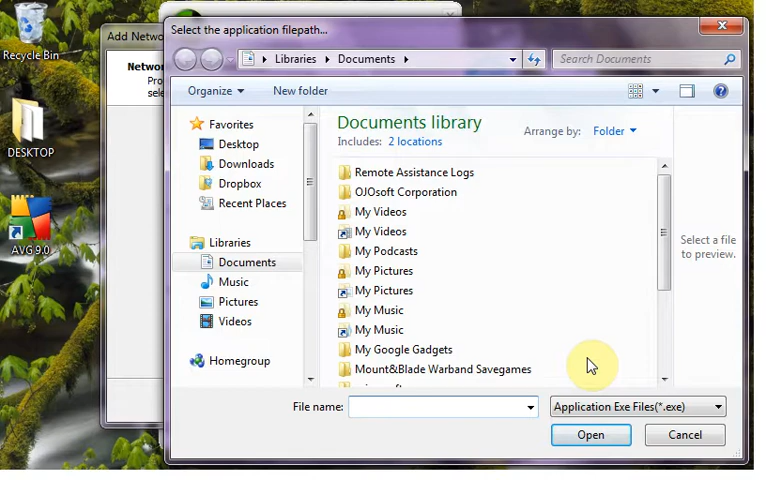 Recycle Bin
DESKTOP
AVG 9.0
Add Netwo
Networ
Pro
sele
Select the application filepath...
Libraries
Documents
Search Documents
Organize
New folder
Favorites
Desktop
Downloads
Dropbox
Recent Places
Libraries
Documents
Music
Pictures
Videos
Homegroup
Documents library
Includes: 2 locations
Arrange by: Folder
Remote Assistance Logs
OJOsoft Corporation
My Videos
My Videos
My Podcasts
My Pictures
My Pictures
My Music
My Music
My Google Gadgets
Mount&Blade Warband Savegames
Select a file
to preview.
File name:
Application Exe Files(*.exe)
Open
Cancel